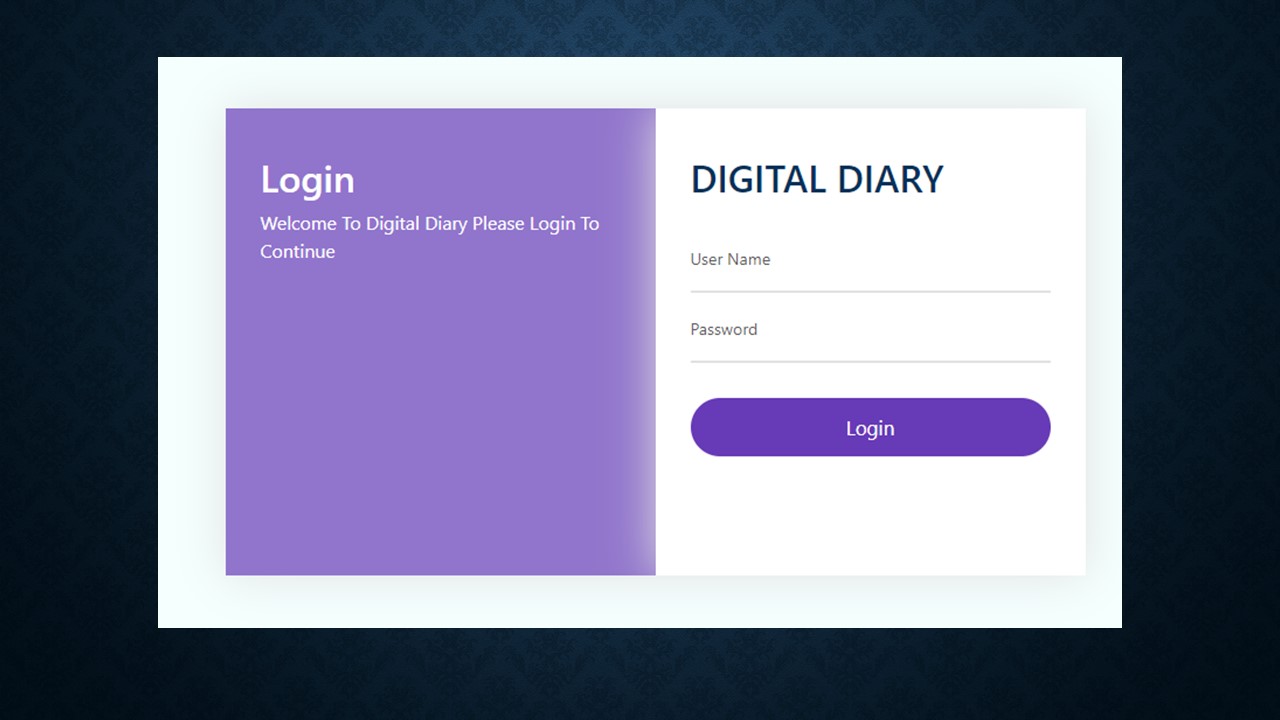 Login
Welcome To Digital Diary Please Login To
Continue
DIGITAL DIARY
User Name
Password
Login